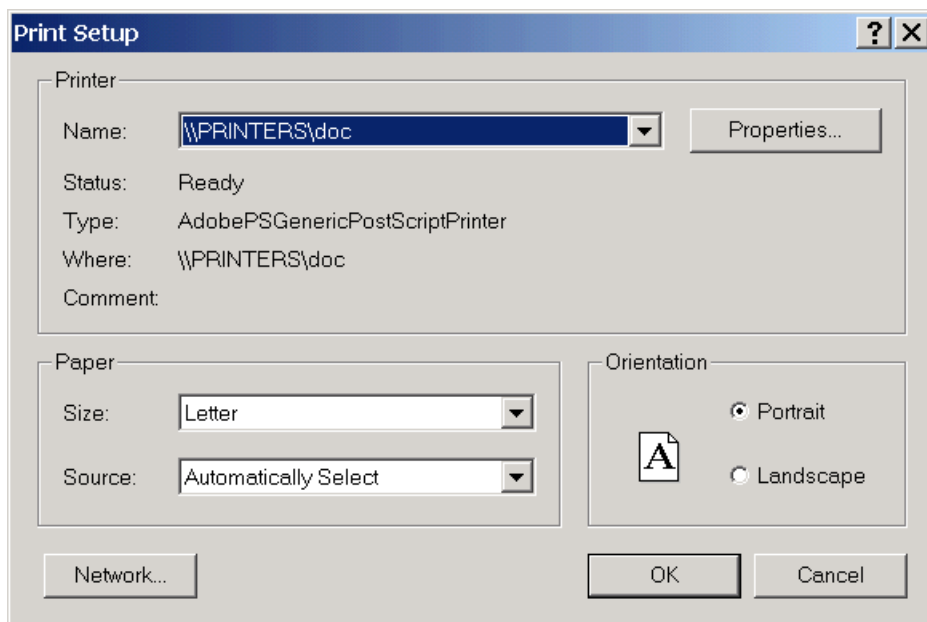 Print Setup
Printer
Name: \\PRINTERS\doc Properties...
Status: Ready
Type: AdobePSGenericPostScriptPrinter
Where: \\PRINTERS\doc
Comment:
Paper
Size: Letter
Source: Automatically Select
Orientation
A
Portrait
Landscape
Network... OK Cancel